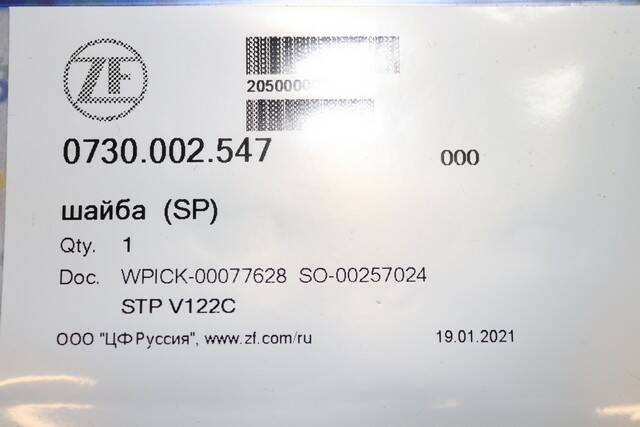 ZF
0730.002.547 000
шайба (SP)
Qty. 1
Doc. WPICK-00077628 SO-00257024
STP V122C
ООО "ЦФ Руссия", www.zf.com/ru 19.01.2021